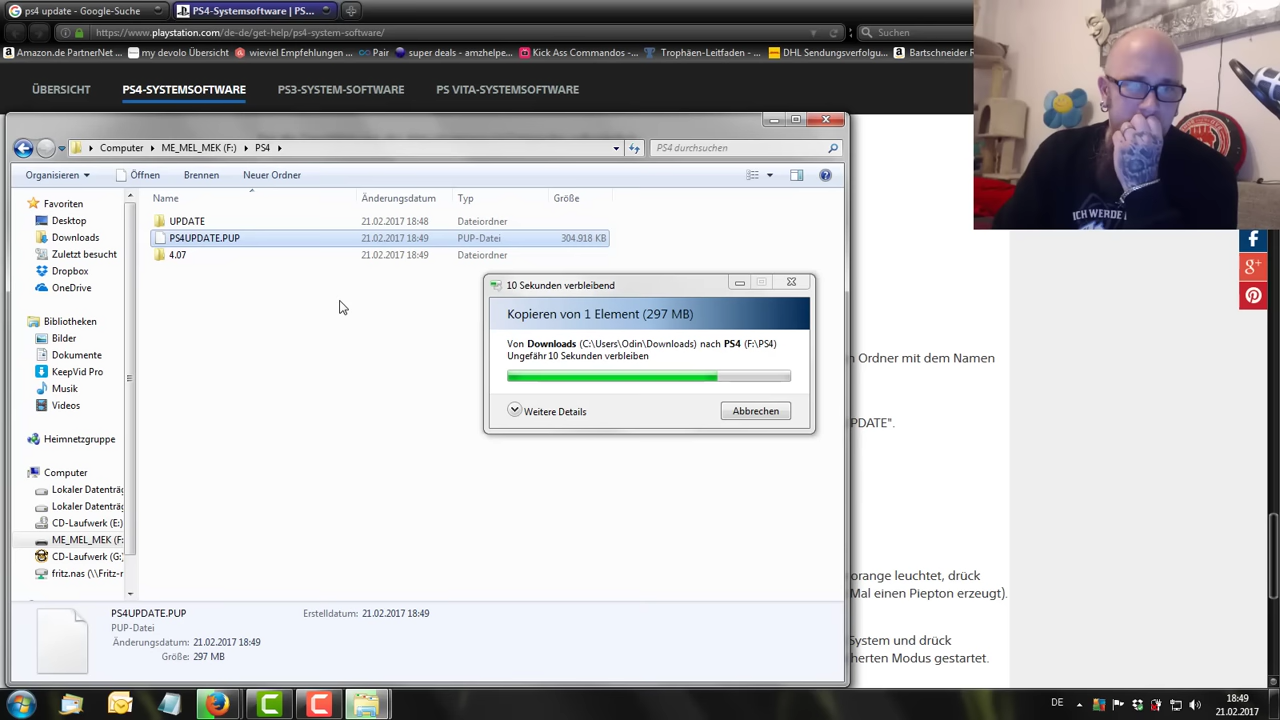 ps4 update - Google-Suche
PS4-Systemsoftware | PS...
https://www.playstation.com/de-de/get-help/ps4-system-software/
Suchen
Amazon.de PartnerNet
my devolo Übersicht
wieviel Empfehlungen ...
Pair
super deals - amzhelpe...
Kick Ass Commandos ...
Trophäen-Leitfaden - ...
DHL Sendungsverfolgu...
Bartschneider R
ÜBERSICHT
PS4-SYSTEMSOFTWARE
PS3-SYSTEM-SOFTWARE
PS VITA-SYSTEMSOFTWARE
Computer
ME_MEL_MEK (F:)
PS4
PS4 durchsuchen
Organisieren
Öffnen
Brennen
Neuer Ordner
Name
Änderungsdatum
Typ
Größe
UPDATE 21.02.2017 18:48 Dateiordner
PS4UPDATE.PUP 21.02.2017 18:49 PUP-Datei 304.918 KB
4.07 21.02.2017 18:49 Dateiordner
Favoriten
Desktop
Downloads
Zuletzt besucht
Dropbox
OneDrive
Bibliotheken
Bilder
Dokumente
KeepVid Pro
Musik
Videos
Heimnetzgruppe
Computer
Lokaler Datenträg
Lokaler Datenträg
CD-Laufwerk (E:)
ME_MEL_MEK (F:
CD-Laufwerk (G:
fritz.nas (\\Fritz-n
10 Sekunden verbleibend
Kopieren von 1 Element (297 MB)
Von Downloads (C:\Users\Odin\Downloads) nach PS4 (F:\PS4)
Ungefähr 10 Sekunden verbleiben
Weitere Details
Abbrechen
n Ordner mit dem Namen
PDATE".
orange leuchtet, drück
Mal einen Piepton erzeugt).
System und drück
herten Modus gestartet.
PS4UPDATE.PUP
Erstelldatum: 21.02.2017 18:49
PUP-Datei
Änderungsdatum: 21.02.2017 18:49
Größe: 297 MB
ICH WERDE
DE
18:49
21.02.2017